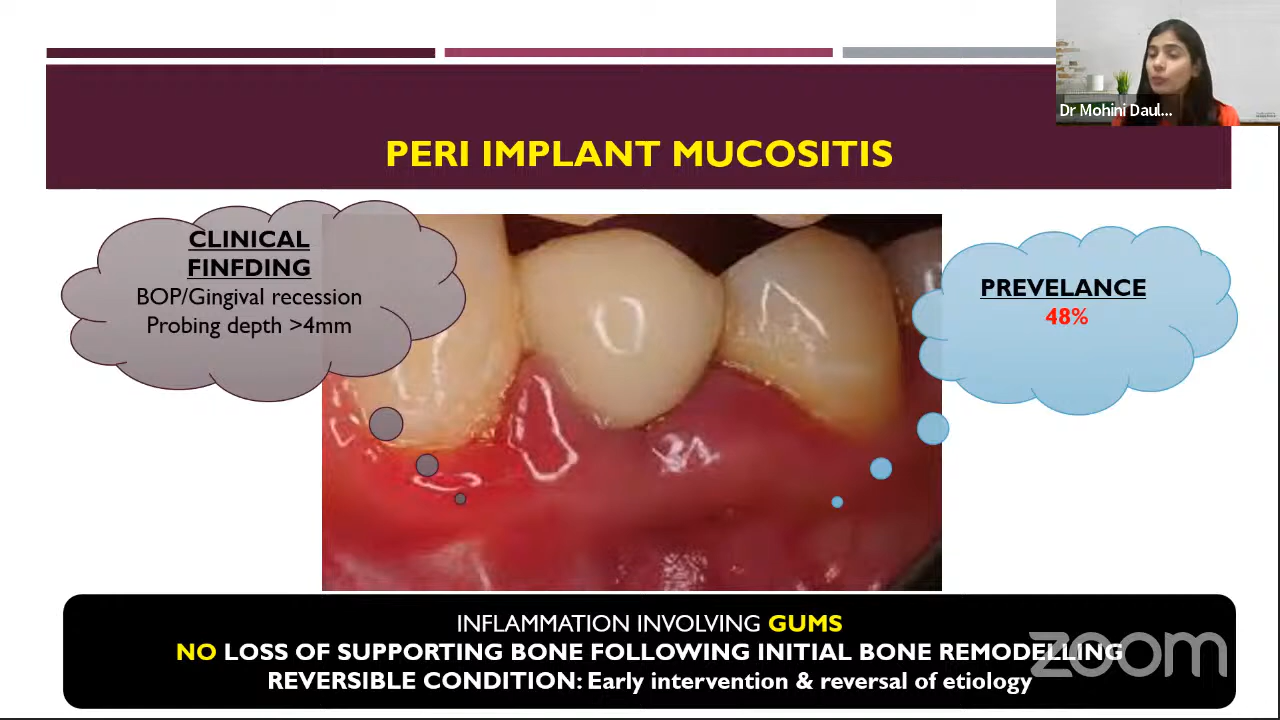 Dr Mohini Daul...
PERI IMPLANT MUCOSITIS
CLINICAL
FINFDING
BOP/Gingival recession
Probing depth >4mm
PREVELANCE
48%
INFLAMMATION INVOLVING GUMS
NO LOSS OF SUPPORTING BONE FOLLOWING INITIAL BONE REMODELLING
REVERSIBLE CONDITION: Early intervention & reversal of etiology
zoom